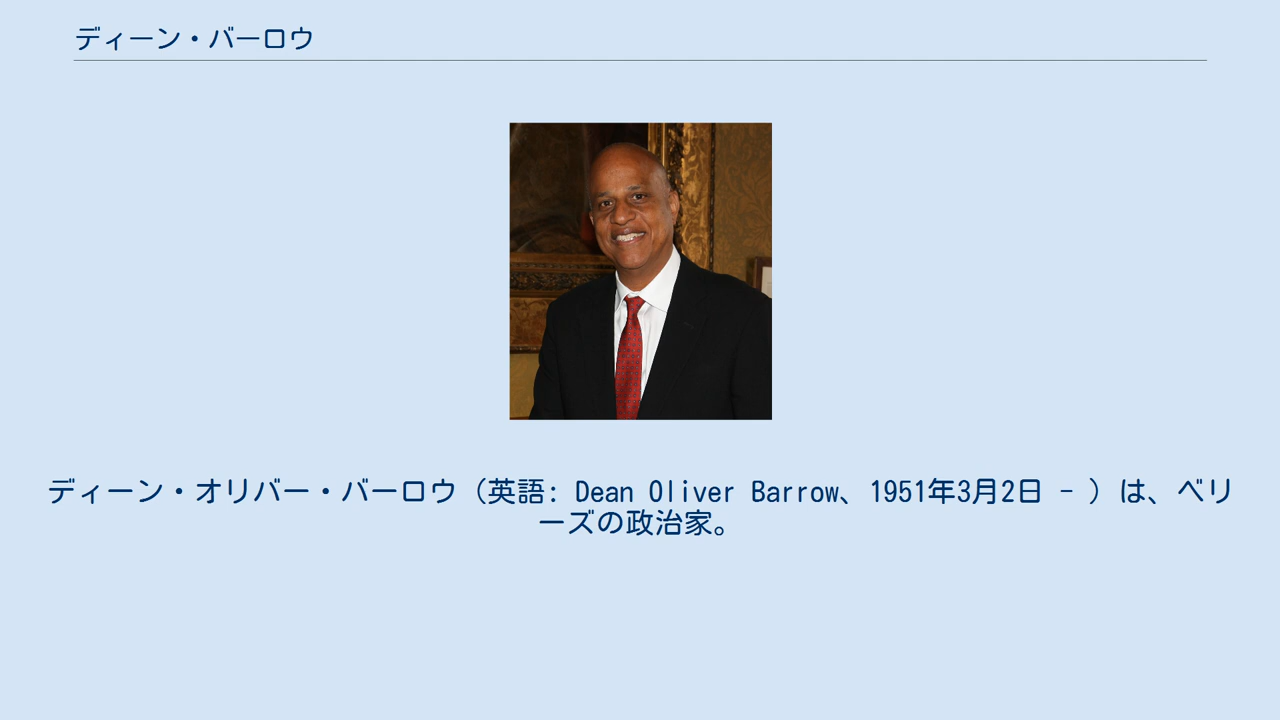 ディーン・バーロウ
ディーン・オリバー・バーロウ（英語: Dean Oliver Barrow、1951年3月2日 - ）は、ベリ
ーズの政治家。